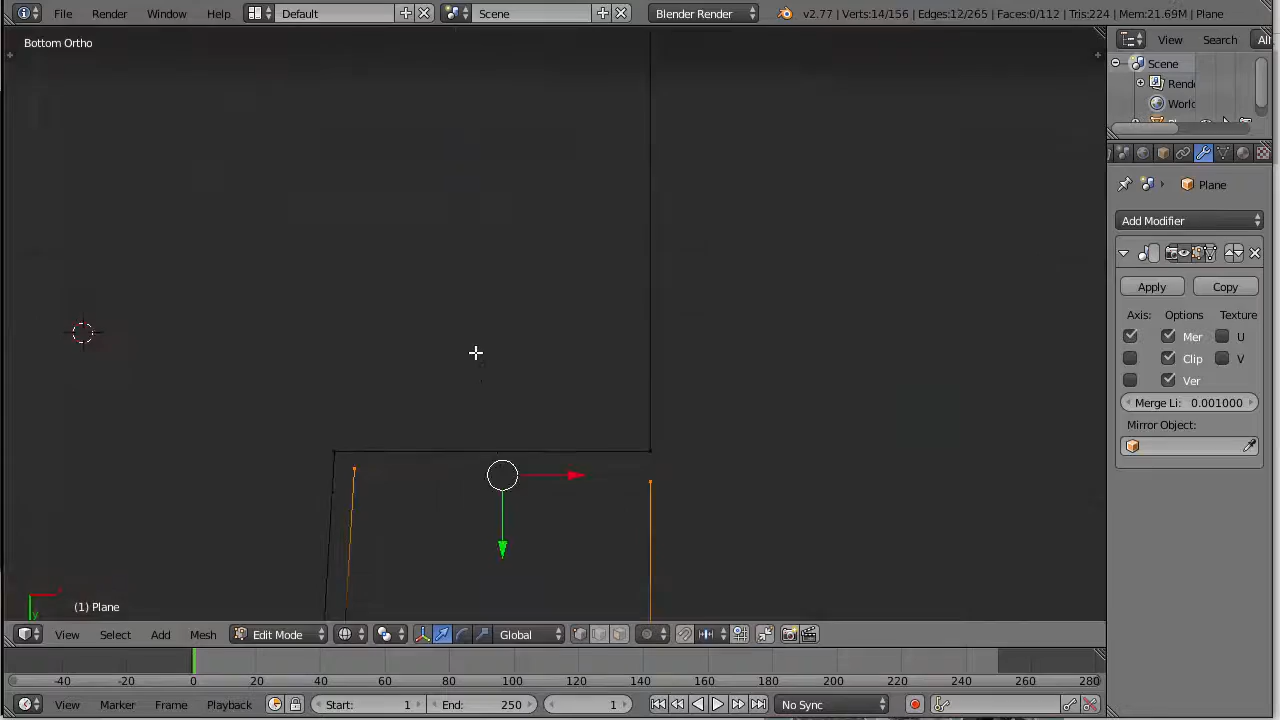 File Render Window Help Default Scene Blender Render v2.77 | Verts:14/156 | Edges:12/265 | Faces:0/112 | Tris:224 | Mem:21.69M | Plane
Bottom Ortho
View Search All
Scene
Rende
World
Plane
Add Modifier
Apply Copy
Axis: Options Texture
Mer U
Clip V
Ver
Merge Li: 0.001000
Mirror Object:
(1) Plane
View Select Add Mesh Edit Mode Global
-40 -20 0 20 40 60 80 100 120 140 160 180 200 220 240 260 280
View Marker Frame Playback Start: 1 End: 250 1 No Sync